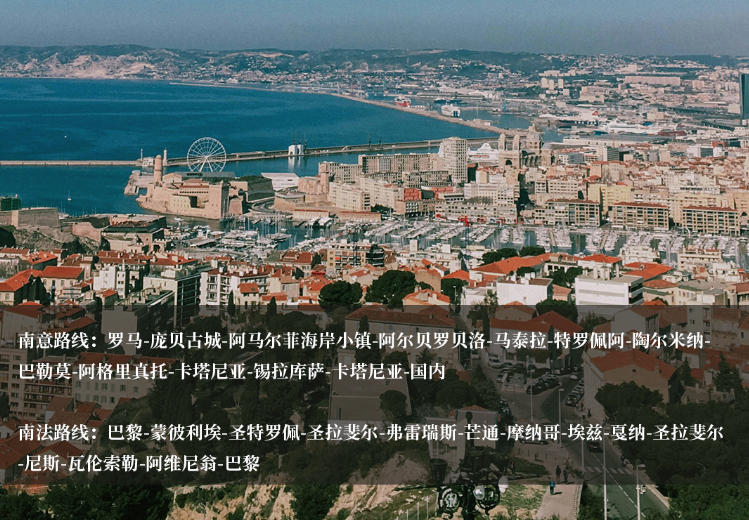 南意路线：罗马-庞贝古城-阿马尔菲海岸小镇-阿尔贝罗贝洛-马泰拉-特罗佩阿-陶尔米纳-
巴勒莫-阿格里真托-卡塔尼亚-锡拉库萨-卡塔尼亚-国内
南法路线：巴黎-蒙彼利埃-圣特罗佩-圣拉斐尔-弗雷瑞斯-芒通-摩纳哥-埃兹-戛纳-圣拉斐尔
-尼斯-瓦伦索勒-阿维尼翁-巴黎